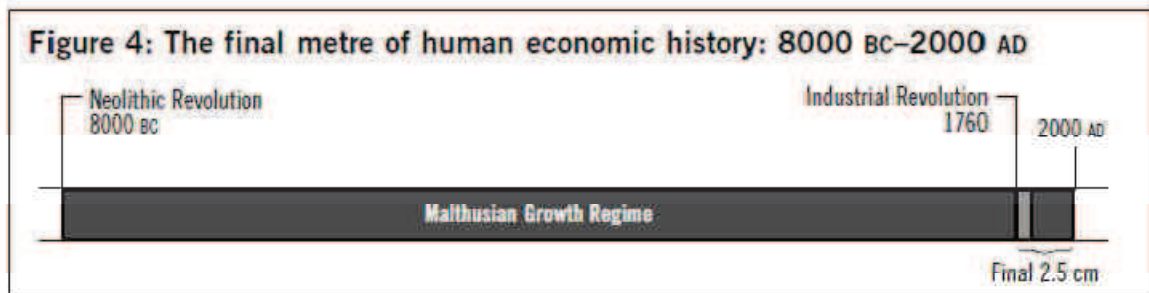 Figure 4: The final metre of human economic history: 8000 BC–2000 AD
Neolithic Revolution
8000 BC
Industrial Revolution
1760
2000 AD
Malthusian Growth Regime
Final 2.5 cm